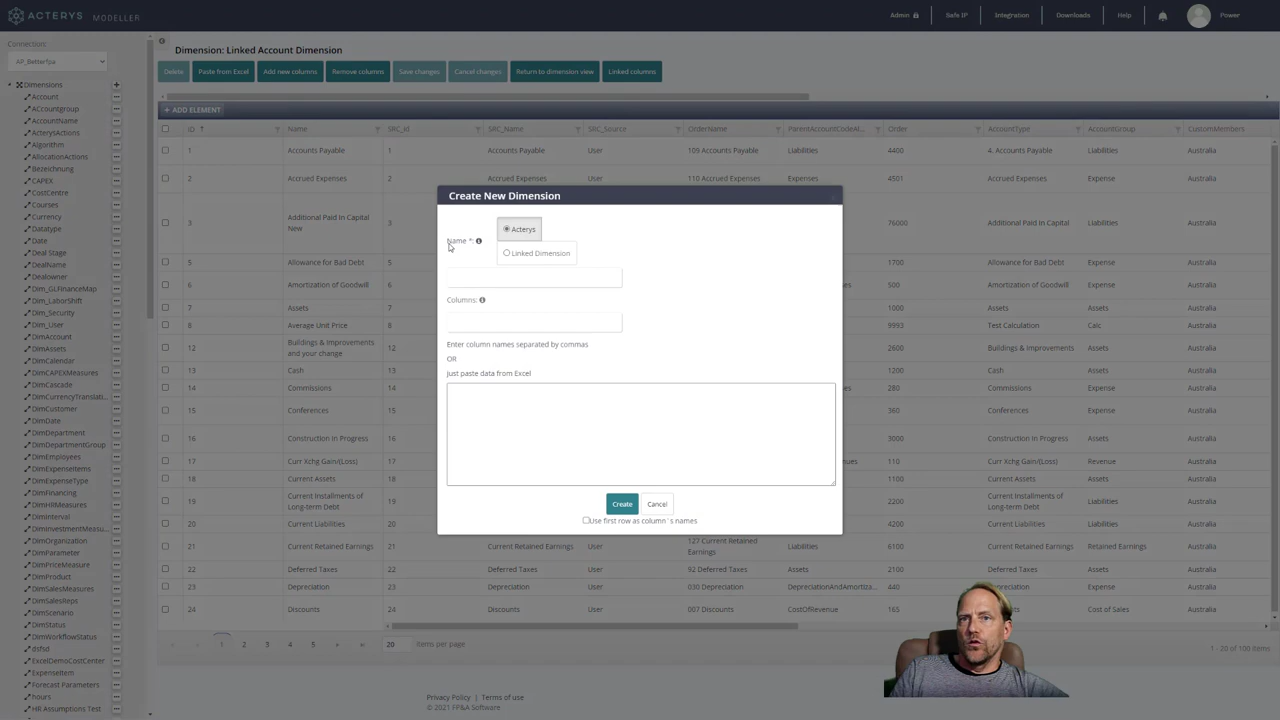 ACTERYS MODELLER
Admin
Safe IP
Integration
Downloads
Help
Power
Connection:
AP_Betterfpa
Dimension: Linked Account Dimension
Delete
Paste from Excel
Add new columns
Remove columns
Save changes
Cancel changes
Return to dimension view
Linked columns
+ ADD ELEMENT
Dimensions
Account
ACcountgroup
AccountName
ActerysActions
Algorithm
AllocationActions
Bezeichnung
CAPEX
CostCentre
Courses
Currency
Datatype
Date
Deal Stage
DealName
Dealowner
Dim_GLFinanceMap
Dim_LaborShift
Dim_Security
Dim_User
DimAccount
DimAssets
DimCalendar
DimCAPEXMeasures
DimCascade
DimCurrencyTranslati...
DimCustomer
DimDate
DimDepartment
DimDepartmentGroup
DimEmployees
DimExpenseItems
DimExpenseType
DimFinancing
DimHRMeasures
DimInterval
DimInvestmentMeasu...
DimOrganization
DimParameter
DimPriceMeasure
DimProduct
DimSalesMeasures
DimSalesReps
DimScenario
DimStatus
DimWorkflowStatus
dsfsd
ExcelDemoCostCenter
ExpenseItem
Forecast Parameters
hours
HR Assumptions Test
ID Name SRC_Id SRC_Name SRC_Source OrderName ParentAccountCodeAl... Order AccountType AccountGroup CustomMembers
1 Accounts Payable 1 Accounts Payable User 109 Accounts Payable Liabilities 4400 4. Accounts Payable Liabilities Australia
2 Accrued Expenses 2 Accrued Expenses User 110 Accrued Expenses Expenses 4501 Accrued Expenses Liabilities Australia
3 Additional Paid In Capital New 3 76000 Additional Paid In Capital Liabilities Australia
5 Allowance for Bad Debt 5 1700 Allowance for Bad Debt Expense Australia
6 Amortization of Goodwill 6 500 Amortization of Goodwill Expense Australia
7 Assets 7 1000 Assets Assets Australia
8 Average Unit Price 8 9993 Test Calculation Calc Australia
12 Buildings & Improvements and your change 12 2600 Buildings & Improvements Assets Australia
13 Cash 13 1200 Cash Assets Australia
14 Commissions 14 280 Commissions Expense Australia
15 Conferences 15 360 Conferences Expense Australia
16 Construction In Progress 16 3000 Construction In Progress Assets Australia
17 Curr Xchg Gain/(Loss) 17 110 Curr Xchg Gain/(Loss) Revenue Australia
18 Current Assets 18 1100 Current Assets Assets Australia
19 Current Installments of Long-term Debt 19 2200 Current Installments of Long-term Debt Liabilities Australia
20 Current Liabilities 20 Current Liabilities Liabilities Australia
21 Current Retained Earnings 21 Current Retained Earnings User 127 Current Retained Earnings Liabilities 6100 Current Retained Earnings Retained Earnings Australia
22 Deferred Taxes 22 Deferred Taxes User 92 Deferred Taxes Assets 2100 Deferred Taxes Assets Australia
23 Depreciation 23 Depreciation User 030 Depreciation DepreciationAndAmortiza... 440 Depreciation Expense Australia
24 Discounts 24 Discounts User 007 Discounts CostOfRevenue 165 Discounts Cost of Sales Australia
Create New Dimension
Name *:
Acterys
Linked Dimension
Columns:
Enter column names separated by commas
OR
Just paste data from Excel
Create
Cancel
Use first row as column`s names
1 2 3 4 5
20 items per page
1 - 20 of 100 items
Privacy Policy | Terms of use
© 2021 FP&A Software